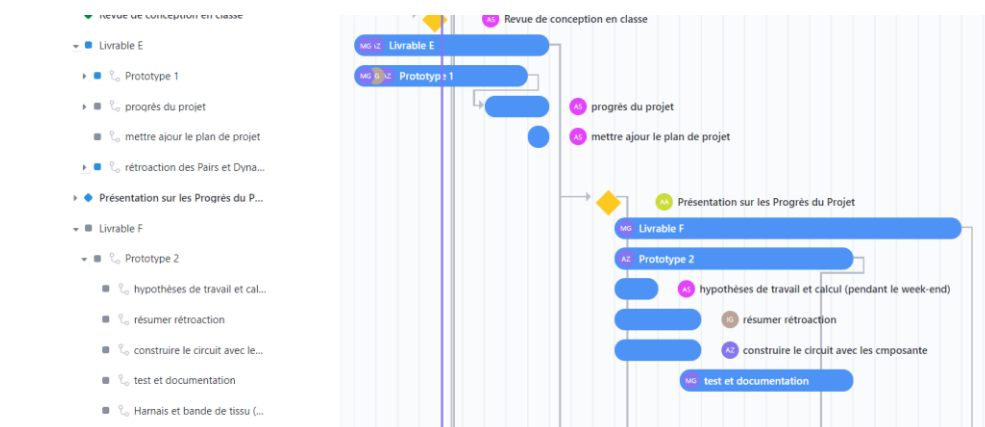 Revue de conception en classe
AS Revue de conception en classe
Livrable E
MG AZ Livrable E
Prototype 1
MG G AZ Prototype 1
progrès du projet
AS progrès du projet
mettre ajour le plan de projet
AS mettre ajour le plan de projet
rétroaction des Pairs et Dyna...
Présentation sur les Progrès du P...
AA Présentation sur les Progrès du Projet
Livrable F
MG Livrable F
Prototype 2
AZ Prototype 2
hypothèses de travail et cal...
AS hypothèses de travail et calcul (pendant le week-end)
résumer rétroaction
IG résumer rétroaction
construire le circuit avec le...
AZ construire le circuit avec les cmposante
test et documentation
MG test et documentation
Harnais et bande de tissu (...